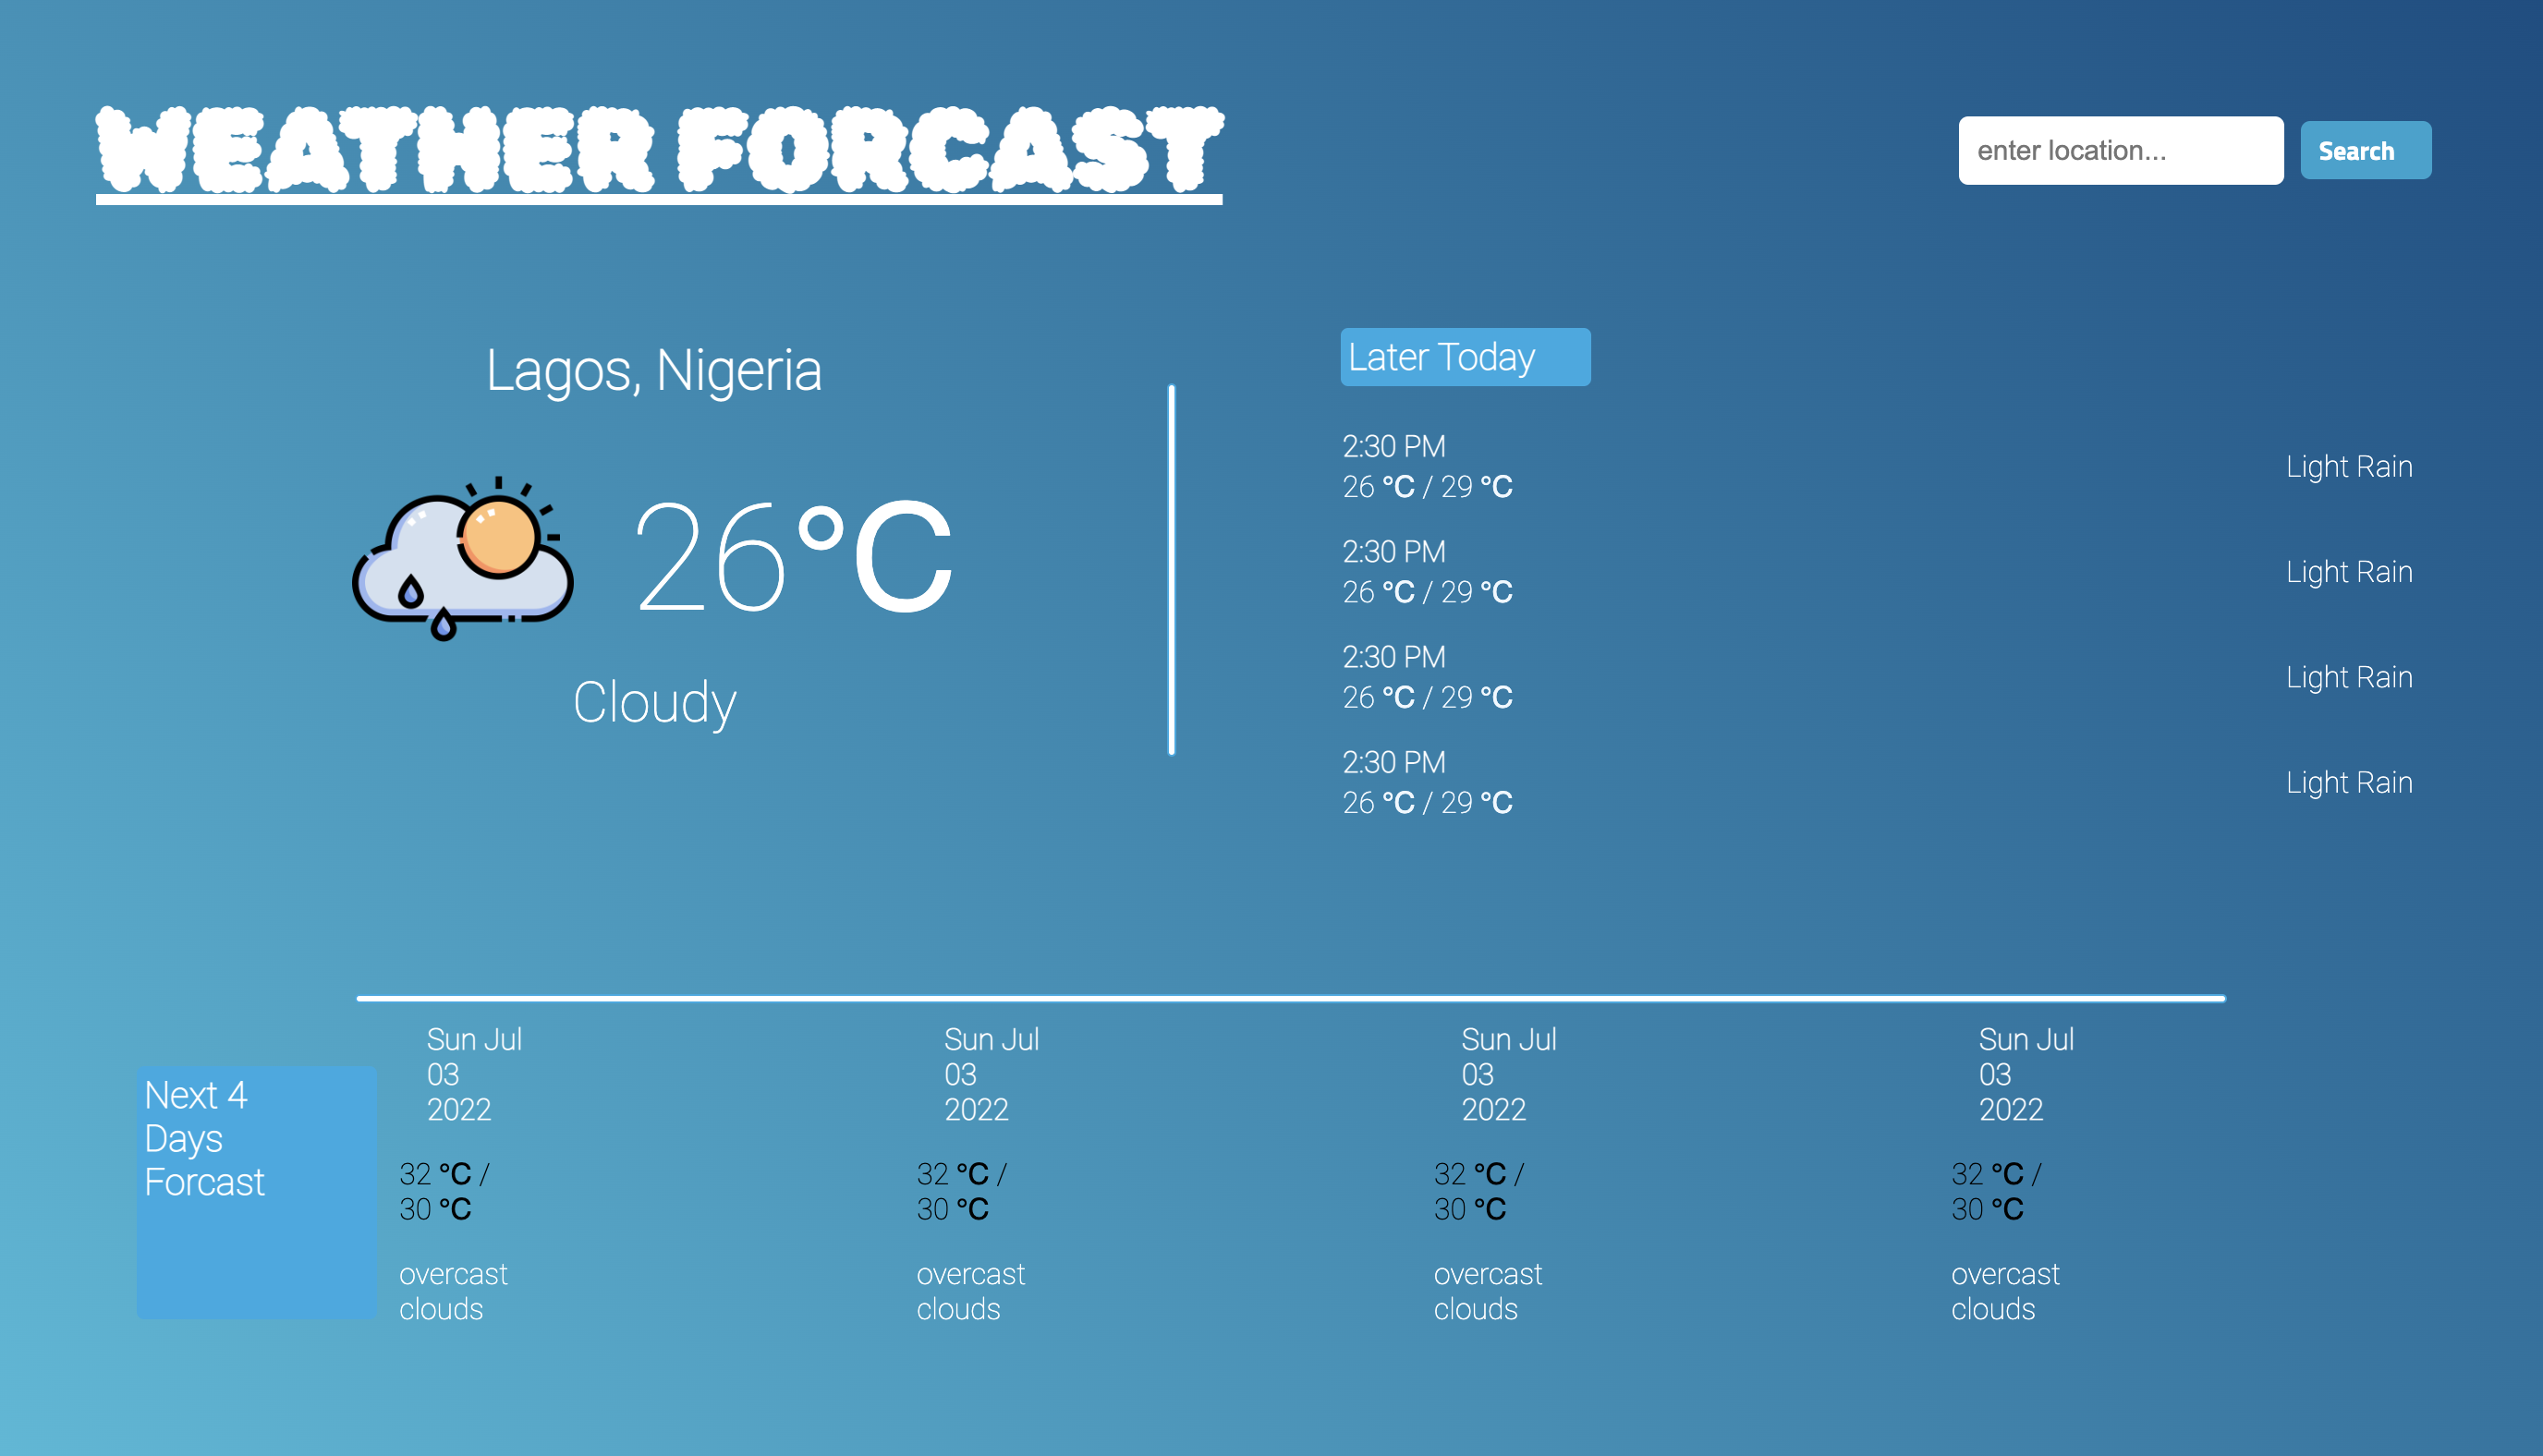 WEATHER FORCAST
enter location...
Search
Lagos, Nigeria
26°C
Cloudy
Later Today
2:30 PM
26 °C / 29 °C
Light Rain
2:30 PM
26 °C / 29 °C
Light Rain
2:30 PM
26 °C / 29 °C
Light Rain
2:30 PM
26 °C / 29 °C
Light Rain
Next 4
Days
Forcast
Sun Jul
03
2022
32 °C /
30 °C
overcast
clouds
Sun Jul
03
2022
32 °C /
30 °C
overcast
clouds
Sun Jul
03
2022
32 °C /
30 °C
overcast
clouds
Sun Jul
03
2022
32 °C /
30 °C
overcast
clouds